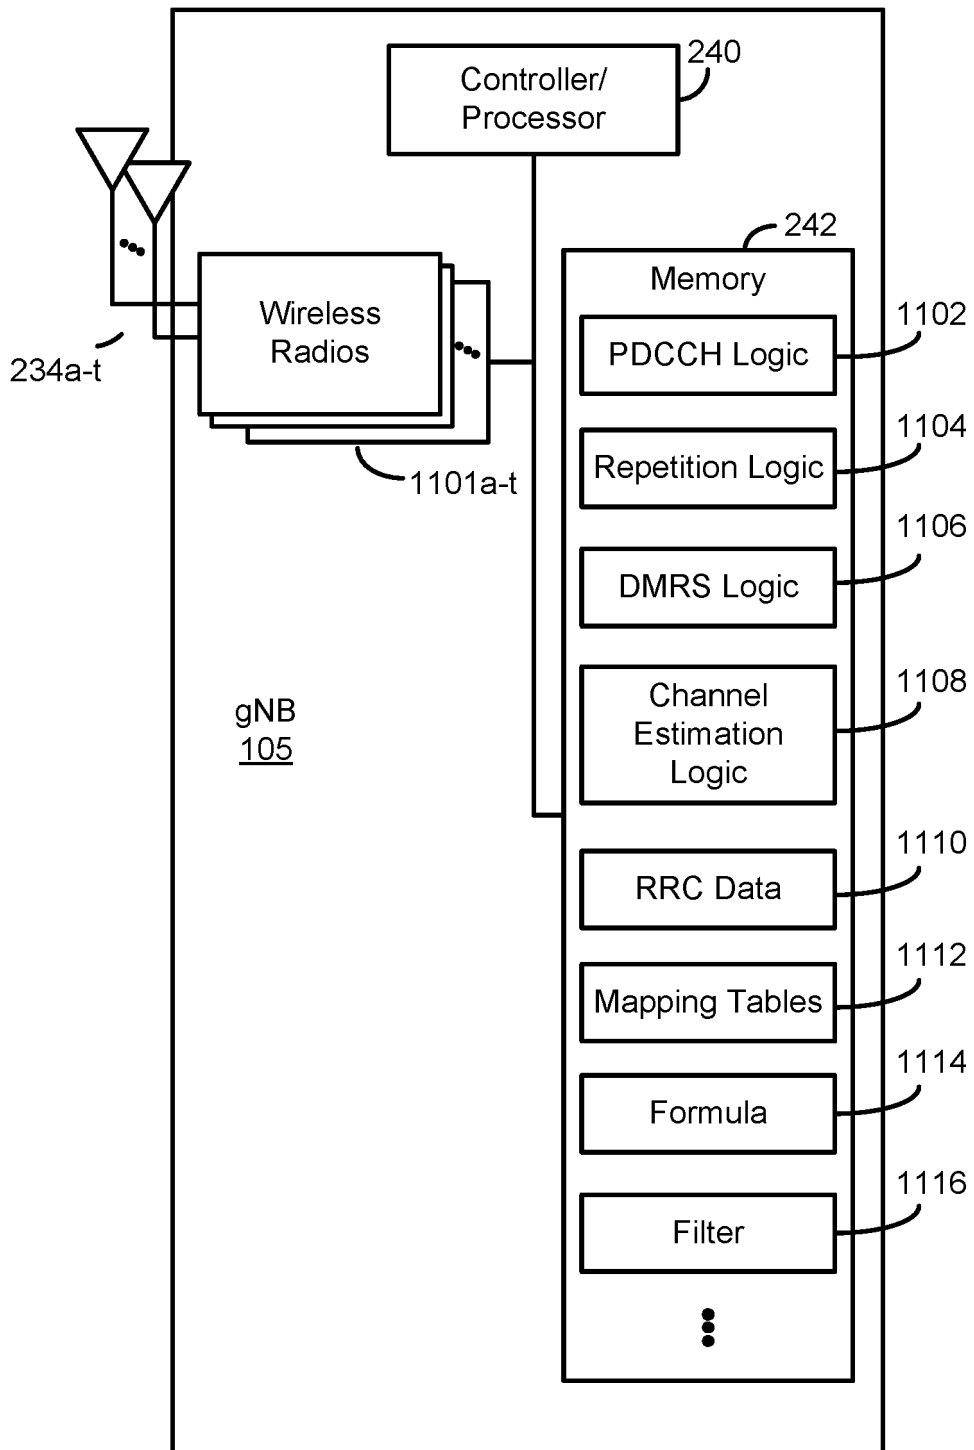 240
Controller/
Processor
242
Memory
Wireless
Radios
234a-t
1101a-t
1102
PDCCH Logic
1104
Repetition Logic
1106
DMRS Logic
1108
Channel
Estimation
Logic
gNB
105
1110
RRC Data
1112
Mapping Tables
1114
Formula
1116
Filter